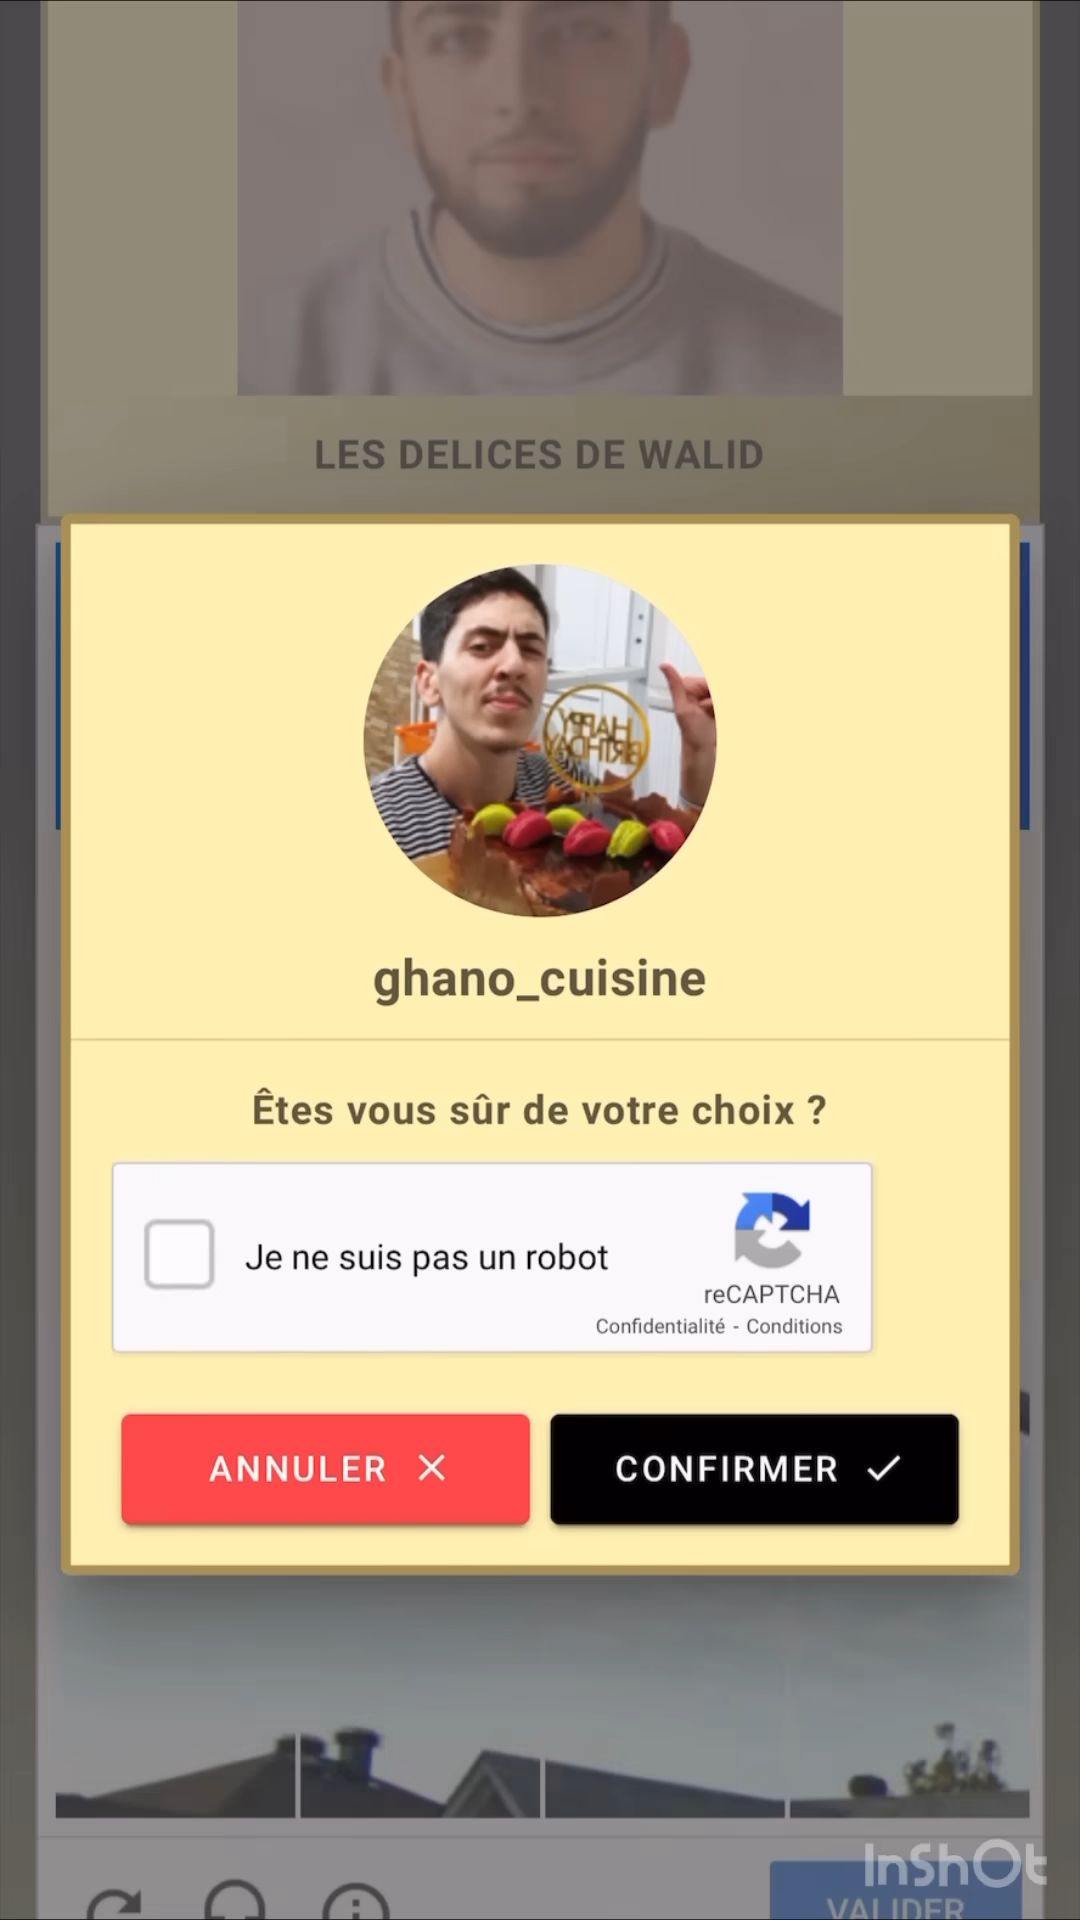 LES DELICES DE WALID
HAPPY
BIRTHDAY
ghano_cuisine
Êtes vous sûr de votre choix ?
Je ne suis pas un robot
reCAPTCHA
Confidentialité - Conditions
ANNULER
CONFIRMER
InShOt
VALIDER